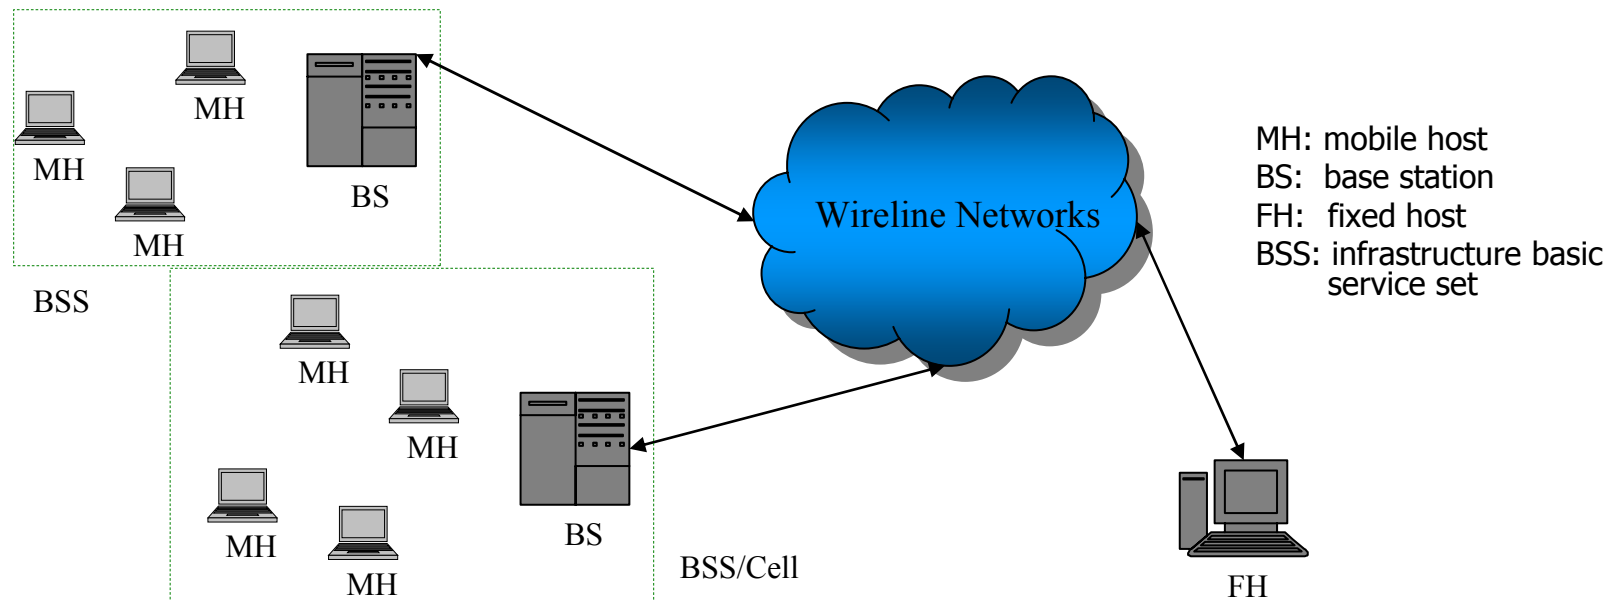 MH
MH
MH
BS
BSS
MH
MH
MH
MH
BS
BSS/Cell
Wireline Networks
FH
MH: mobile host
BS: base station
FH: fixed host
BSS: infrastructure basic
service set